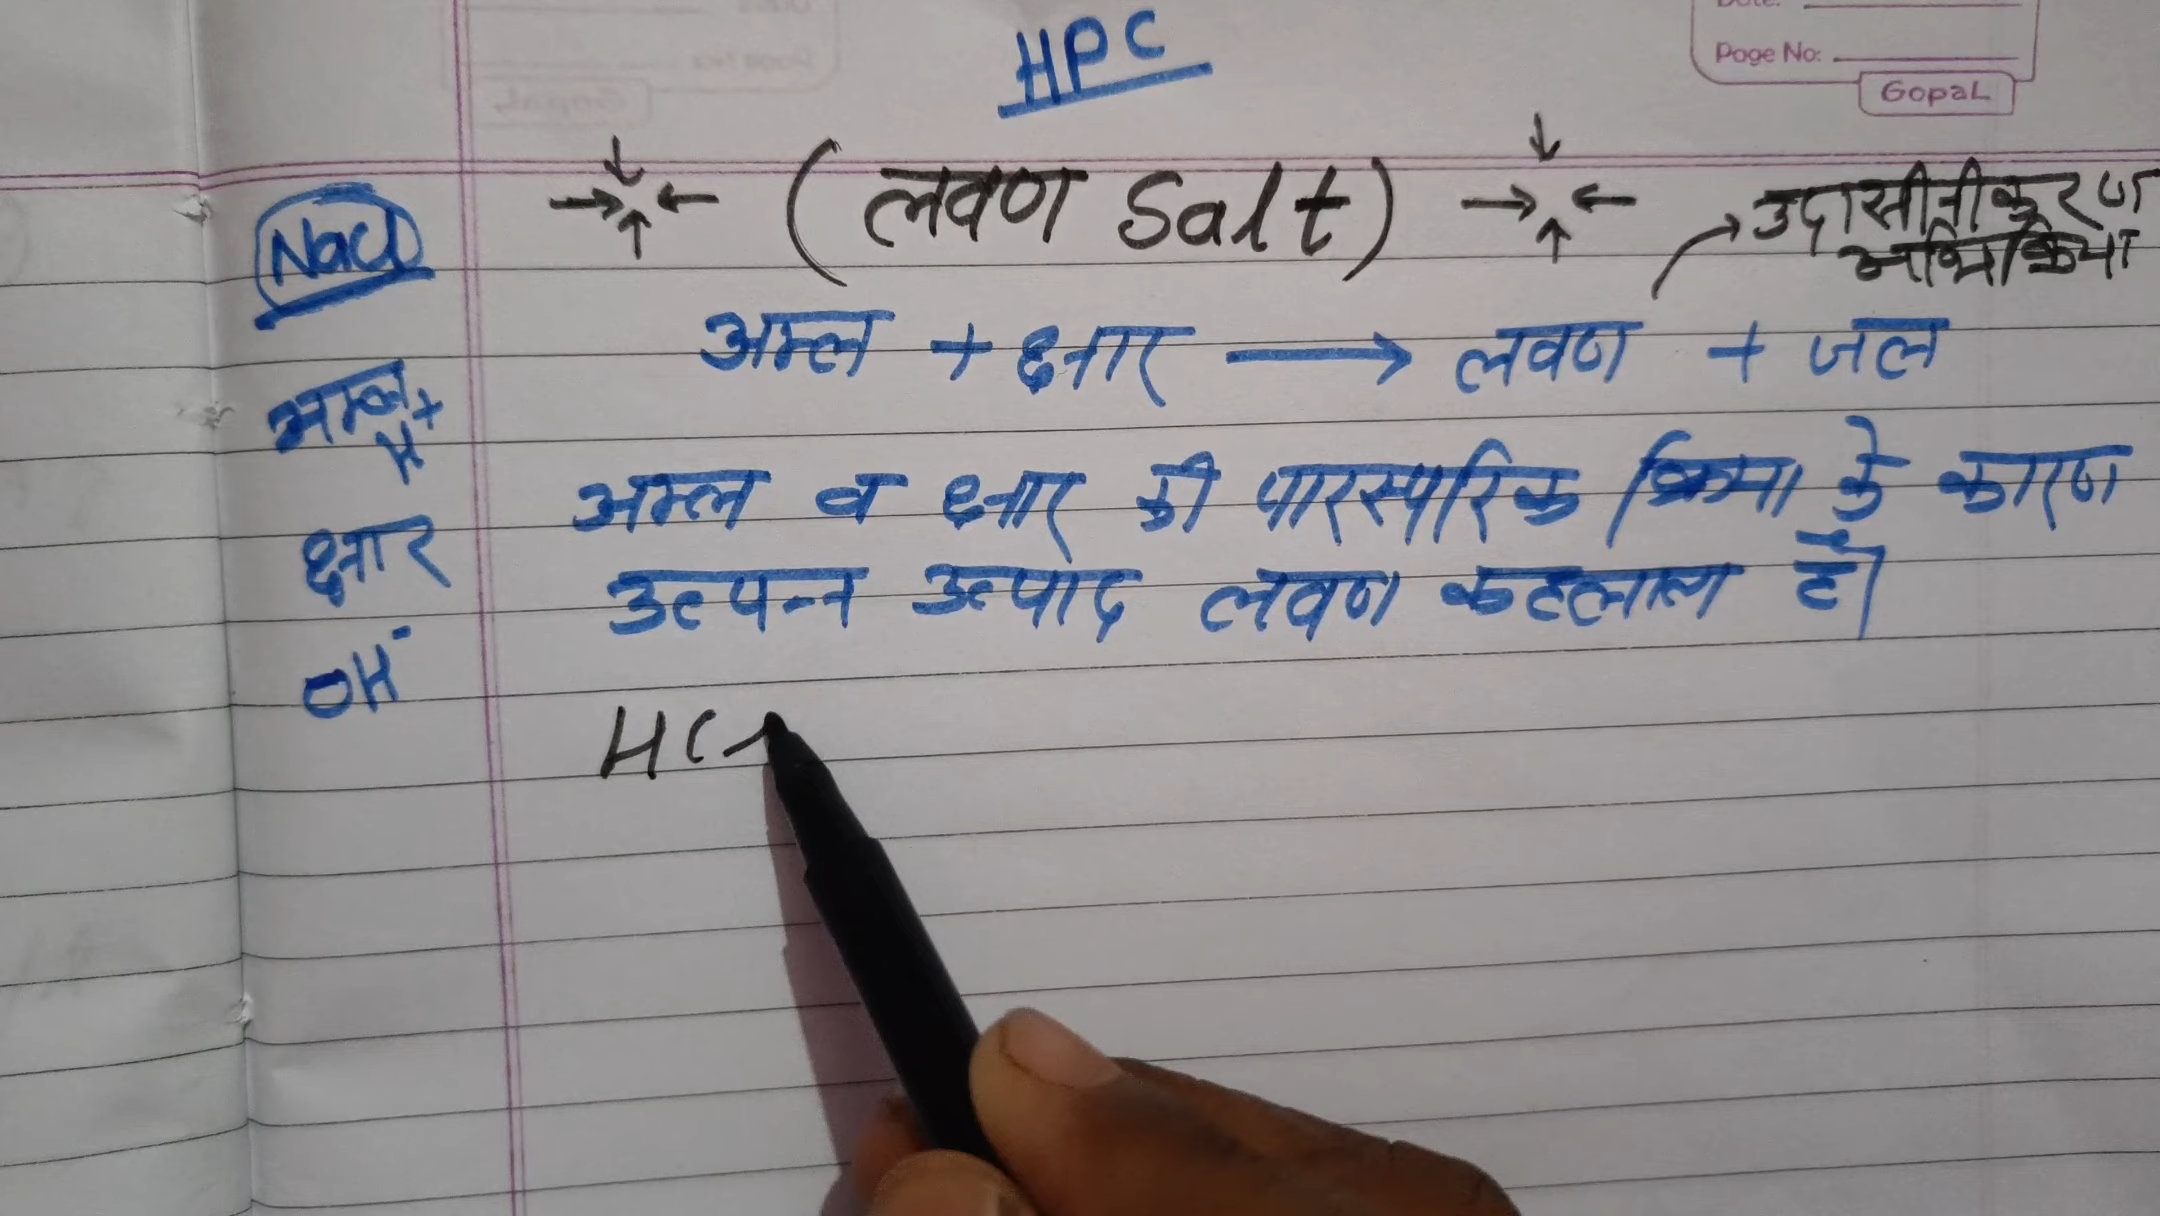 HPC
Page No:
Gopal
(लवण Salt)
NaCl
उदासीनीकरण
अभिक्रिया
अम्ल + क्षार → लवण + जल
अम्ल
H+
अम्ल व क्षार की पारस्परिक क्रिया के कारण
क्षार
उत्पन्न उत्पाद लवण कहलाता है।
OH-
HC